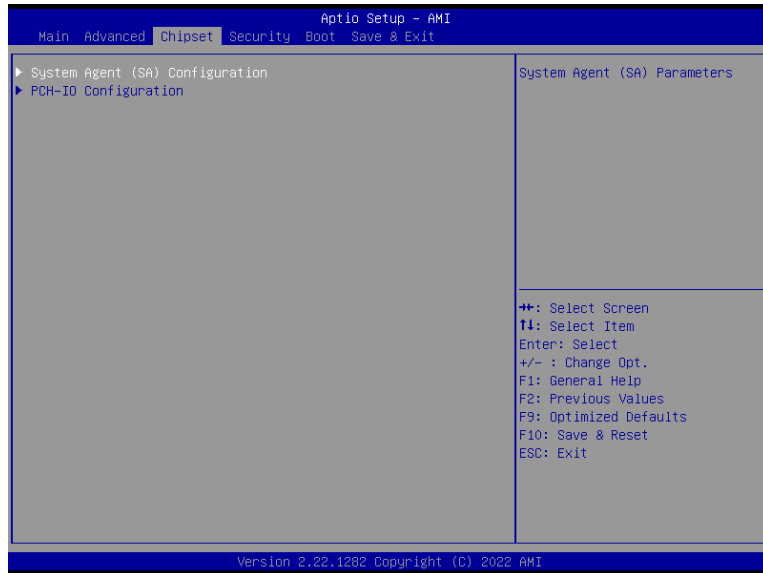 Aptio Setup – AMI
Main Advanced Chipset Security Boot Save & Exit
▶ System Agent (SA) Configuration
▶ PCH-IO Configuration
System Agent (SA) Parameters
→←: Select Screen
↑↓: Select Item
Enter: Select
+/- : Change Opt.
F1: General Help
F2: Previous Values
F9: Optimized Defaults
F10: Save & Reset
ESC: Exit
Version 2.22.1282 Copyright (C) 2022 AMI